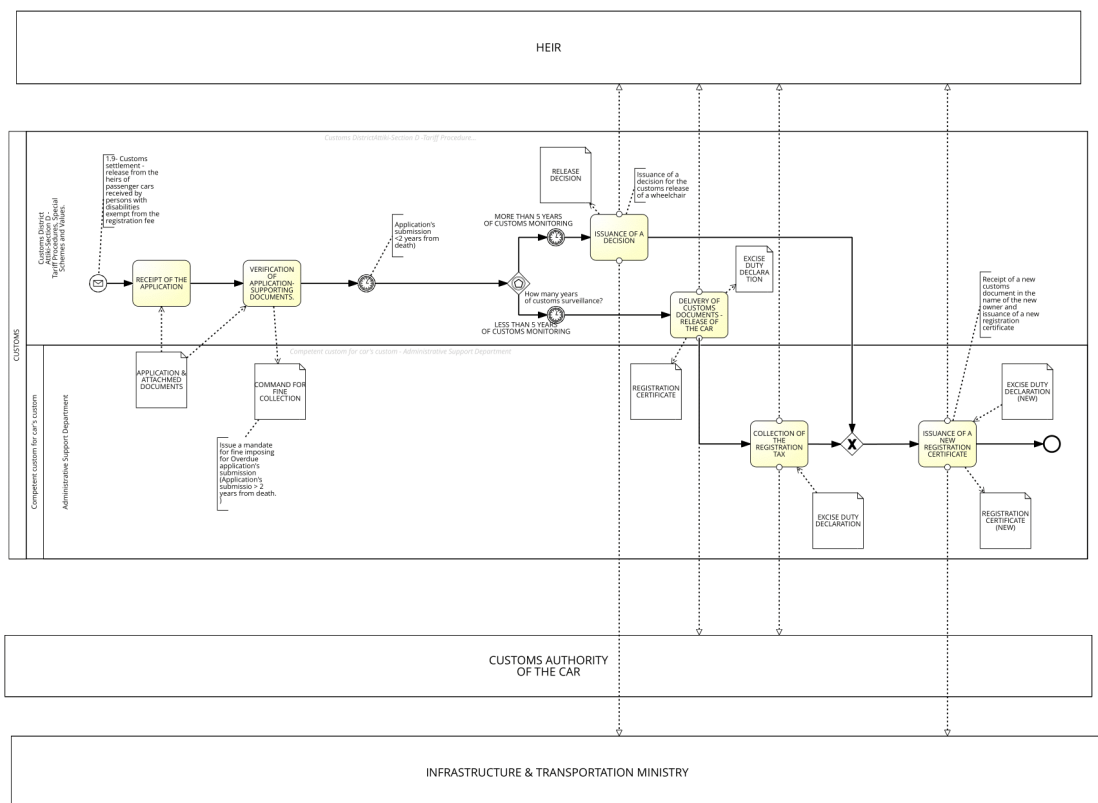 HEIR
Customs DistrictAttiki-Section D -Tariff Procedure,..
CUSTOMS
Customs District
Attiki-Section D -
Tariff Procedures, Special
Schemes and Values.
1.9- Customs
settlement -
release from the
heirs of
passenger cars
received by
persons with
disabilities
exempt from the
registration fee
RECEIPT OF THE
APPLICATION
VERIFICATION
OF
APPLICATION-
SUPPORTING
DOCUMENTS.
Application's
submission
<2 years from
death)
MORE THAN 5 YEARS
OF CUSTOMS MONITORING
How many years
of customs surveillance?
LESS THAN 5 YEARS
OF CUSTOMS MONITORING
RELEASE
DECISION
Issuance of a
decision for the
customs release
of a wheelchair
ISSUANCE OF A
DECISION
EXCISE
DUTY
DECLARA
TION
DELIVERY OF
CUSTOMS
DOCUMENTS -
RELEASE OF
THE CAR
Receipt of a new
customs
document in the
name of the new
owner and
issuance of a new
registration
certificate
Competent custom for car's custom
Administrative Support Department
Competent custom for car's custom - Administrative Support Department
APPLICATION &
ATTACHMED
DOCUMENTS
COMMAND FOR
FINE
COLLECTION
Issue a mandate
for fine imposing
for Overdue
application's
submission
(Application's
submissio > 2
years from death.
)
REGISTRATION
CERTIFICATE
COLLECTION OF
THE
REGISTRATION
TAX
EXCISE DUTY
DECLARATION
ISSUANCE OF A
NEW
REGISTRATION
CERTIFICATE
EXCISE DUTY
DECLARATION
(NEW)
REGISTRATION
CERTIFICATE
(NEW)
CUSTOMS AUTHORITY
OF THE CAR
INFRASTRUCTURE & TRANSPORTATION MINISTRY